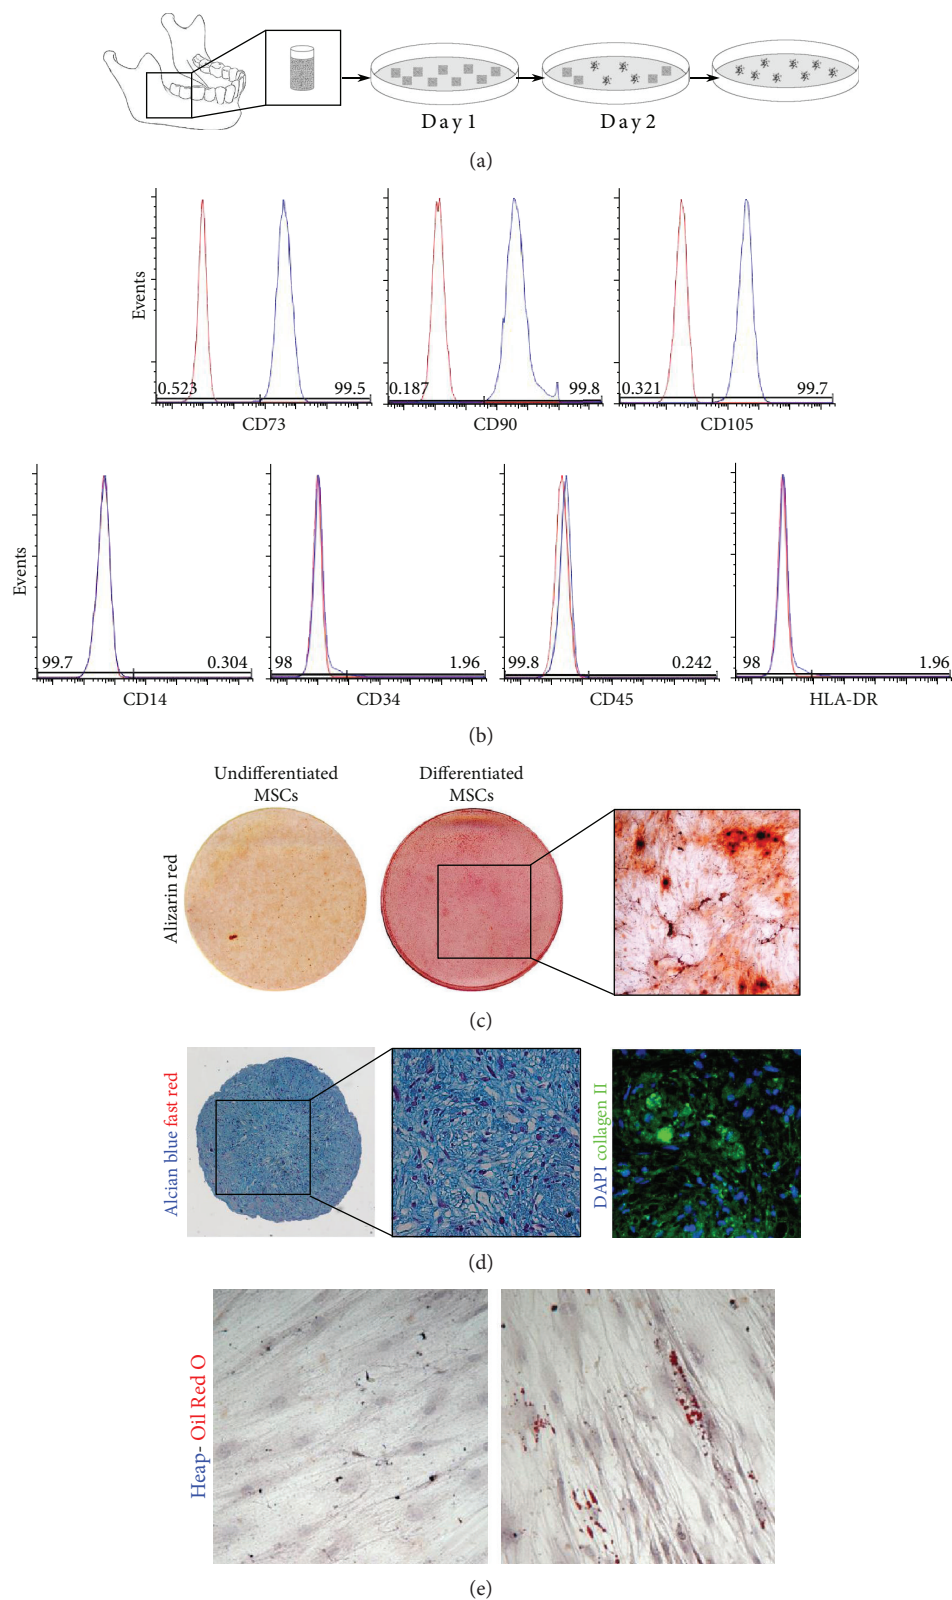 Day 1
Day 2
(a)
Events
0.523
99.5
CD73
0.187
99.8
CD90
0.321
99.7
CD105
Events
99.7
0.304
CD14
98
1.96
CD34
99.8
0.242
CD45
98
1.96
HLA-DR
(b)
Undifferentiated
MSCs
Differentiated
MSCs
Alizarin red
(c)
Alcian blue fast red
DAPI collagen II
(d)
Heap- Oil Red O
(e)